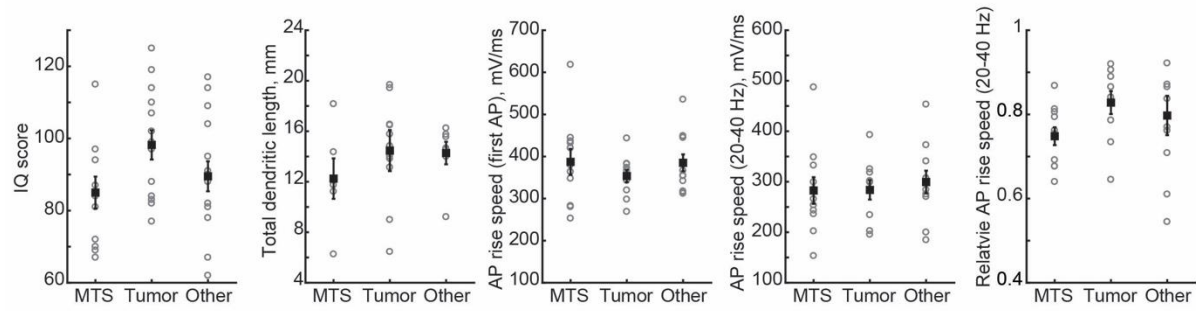 IQ score
120
100
80
60
MTS Tumor Other
Total dendritic length, mm
24
20
16
12
8
4
MTS Tumor Other
AP rise speed (first AP), mV/ms
700
600
500
400
300
200
100
MTS Tumor Other
AP rise speed (20-40 Hz), mV/ms
600
500
400
300
200
100
MTS Tumor Other
Relatvie AP rise speed (20-40 Hz)
1
0.8
0.6
0.4
MTS Tumor Other